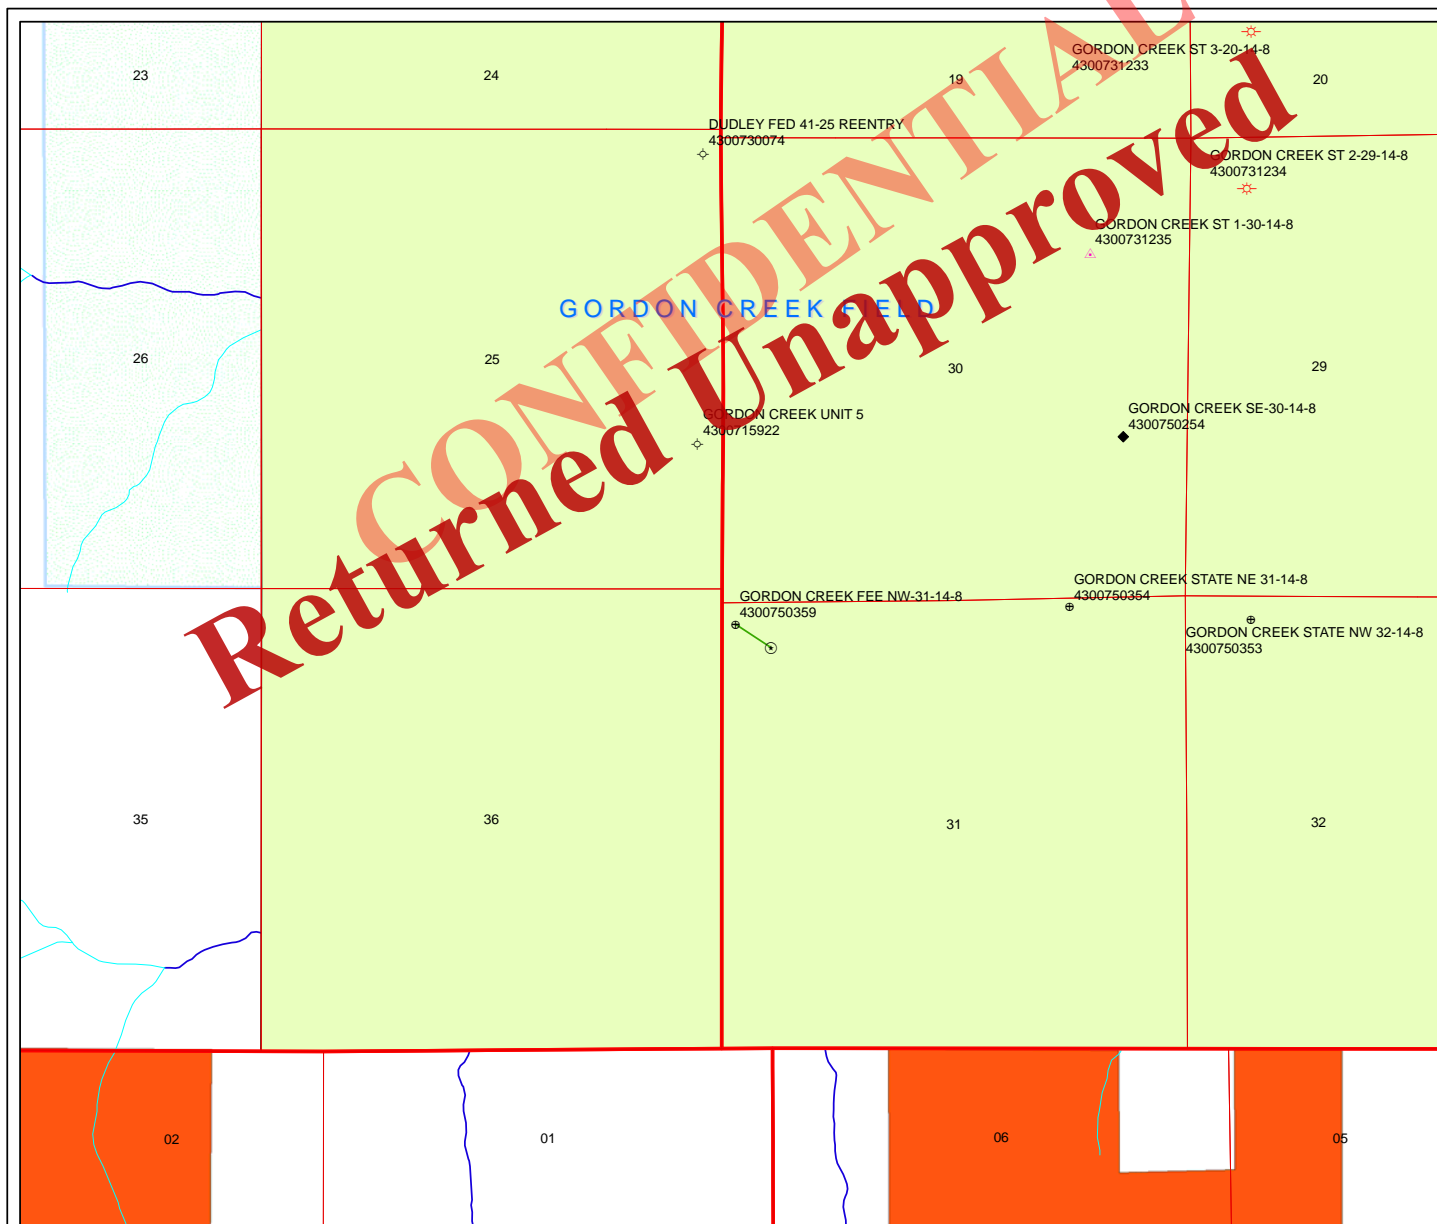 GORDON CREEK ST 3-20-14-8
4300731233
23
24
19
20
DUDLEY FED 41-25 REENTRY
4300730074
GORDON CREEK ST 2-29-14-8
4300731234
GORDON CREEK ST 1-30-14-8
4300731235
GORDON CREEK FIELD
CONFIDENTIAL
Returned Unapproved
26
25
30
29
GORDON CREEK UNIT 5
4300715922
GORDON CREEK SE-30-14-8
4300750254
GORDON CREEK FEE NW-31-14-8
4300750359
GORDON CREEK STATE NE 31-14-8
4300750354
GORDON CREEK STATE NW 32-14-8
4300750353
35
36
31
32
02
01
06
05